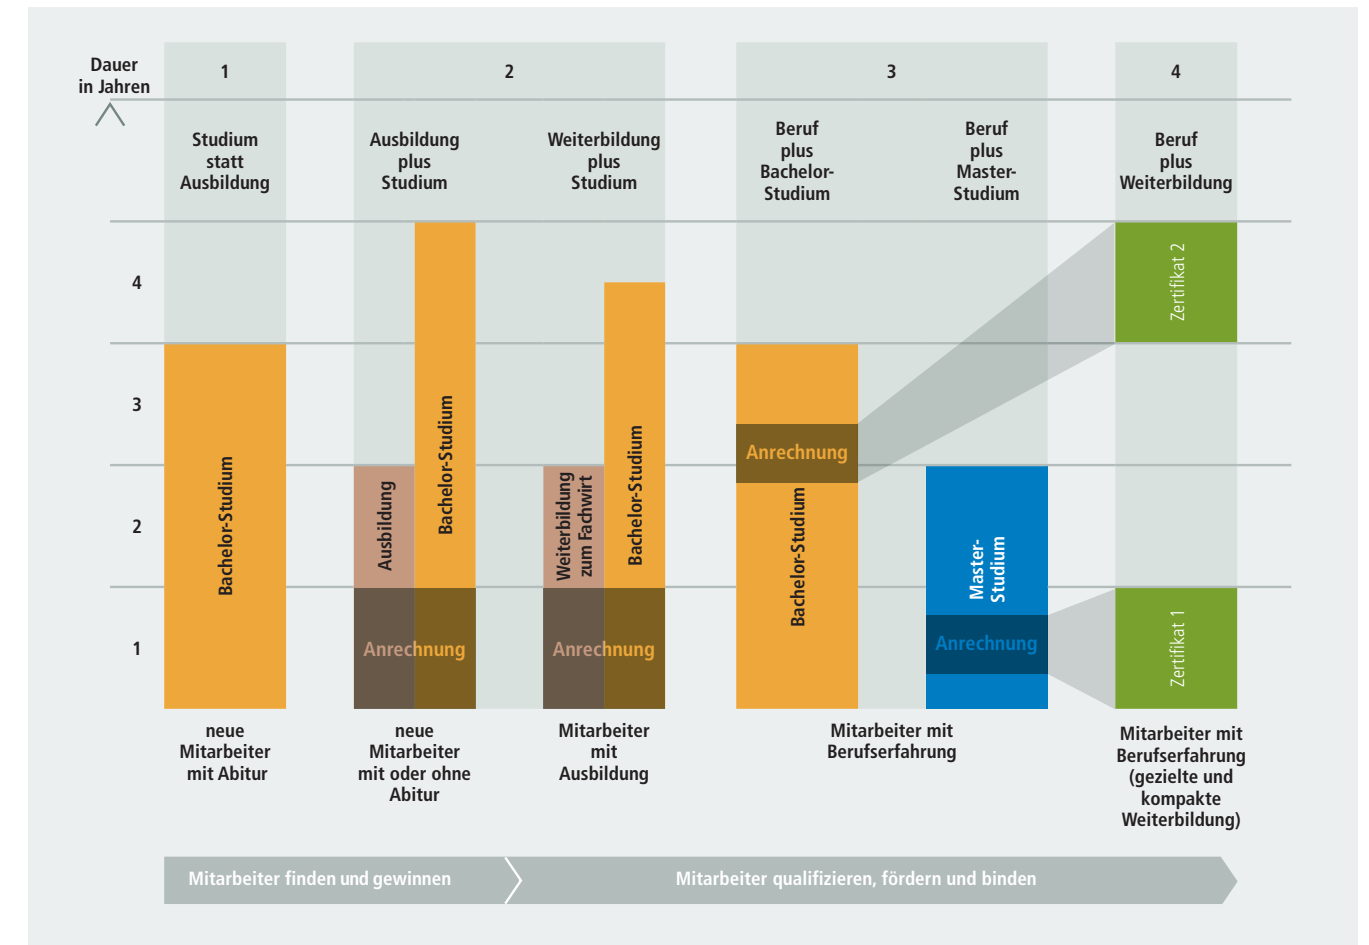 Dauer
in Jahren
1
2
3
4
Studium
statt
Ausbildung
Ausbildung
plus
Studium
Weiterbildung
plus
Studium
Beruf
plus
Bachelor-
Studium
Beruf
plus
Master-
Studium
Beruf
plus
Weiterbildung
4
3
2
1
Bachelor-Studium
Ausbildung
Bachelor-Studium
Anrechnung
Weiterbildung
zum Fachwirt
Bachelor-Studium
Anrechnung
Anrechnung
Bachelor-Studium
Master-
Studium
Anrechnung
Zertifikat 2
Zertifikat 1
neue
Mitarbeiter
mit Abitur
neue
Mitarbeiter
mit oder ohne
Abitur
Mitarbeiter
mit
Ausbildung
Mitarbeiter mit
Berufserfahrung
Mitarbeiter mit
Berufserfahrung
(gezielte und
kompakte
Weiterbildung)
Mitarbeiter finden und gewinnen
Mitarbeiter qualifizieren, fördern und binden